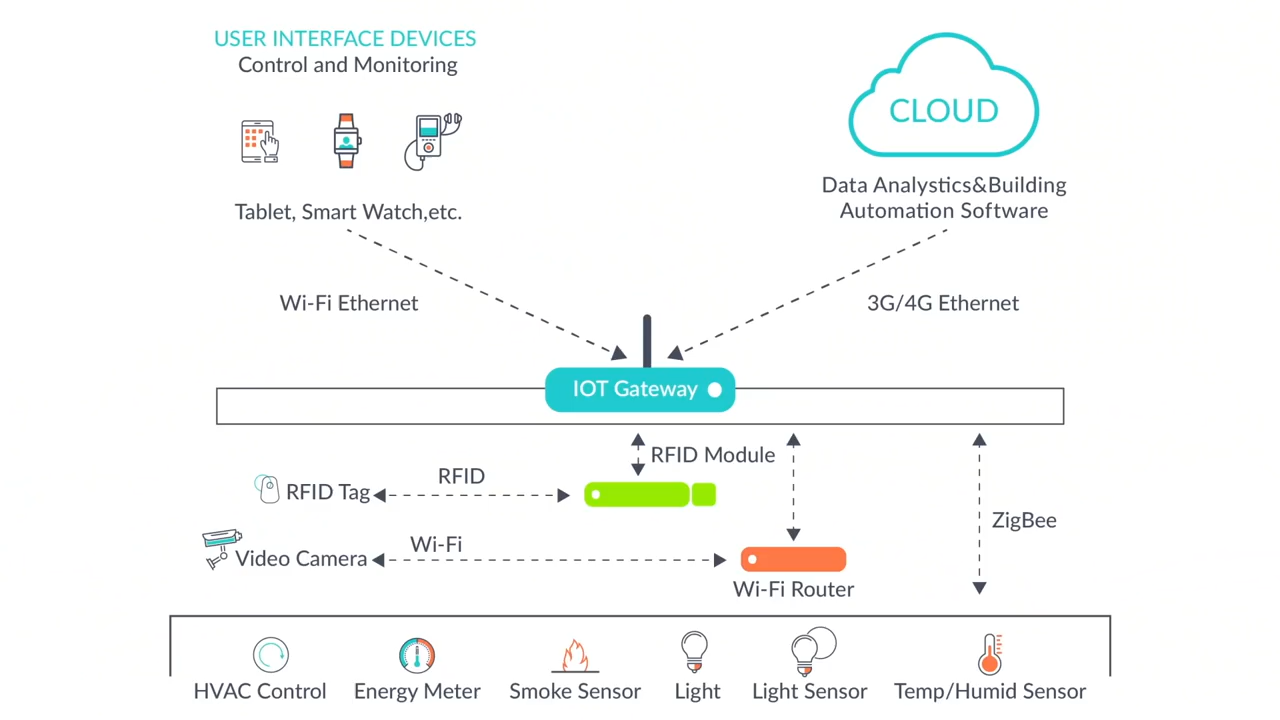 USER INTERFACE DEVICES
Control and Monitoring
Tablet, Smart Watch,etc.
CLOUD
Data Analystics&Building
Automation Software
Wi-Fi Ethernet
3G/4G Ethernet
IOT Gateway
RFID Module
RFID
RFID Tag
ZigBee
Wi-Fi
Video Camera
Wi-Fi Router
HVAC Control
Energy Meter
Smoke Sensor
Light
Light Sensor
Temp/Humid Sensor